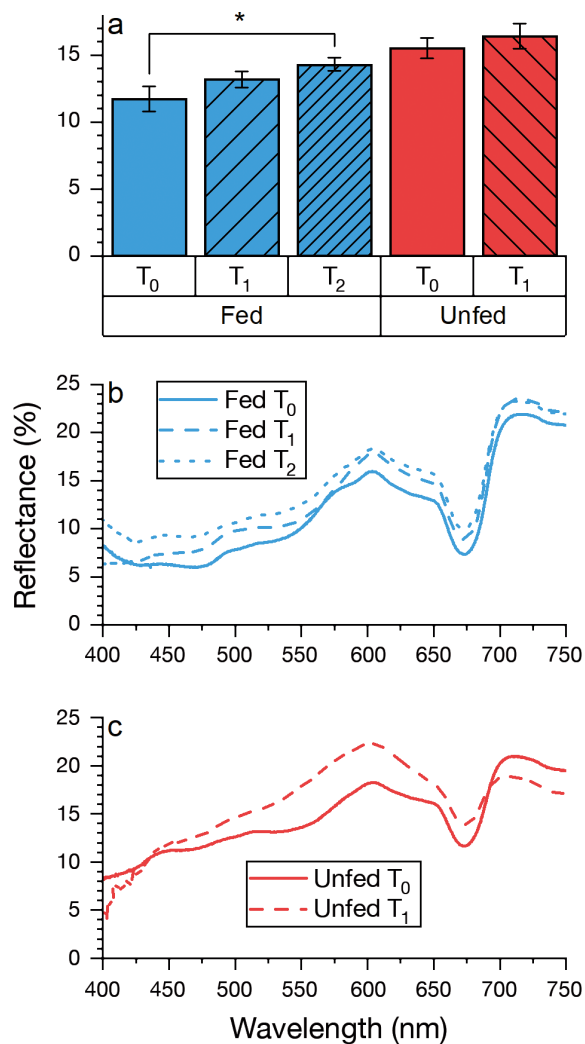 a
*
15
10
5
0
T₀ T₁ T₂ T₀ T₁
Fed Unfed
Reflectance (%)
b
25
20
15
10
5
0
Fed T₀
Fed T₁
Fed T₂
400 450 500 550 600 650 700 750
c
25
20
15
10
5
0
Unfed T₀
Unfed T₁
400 450 500 550 600 650 700 750
Wavelength (nm)